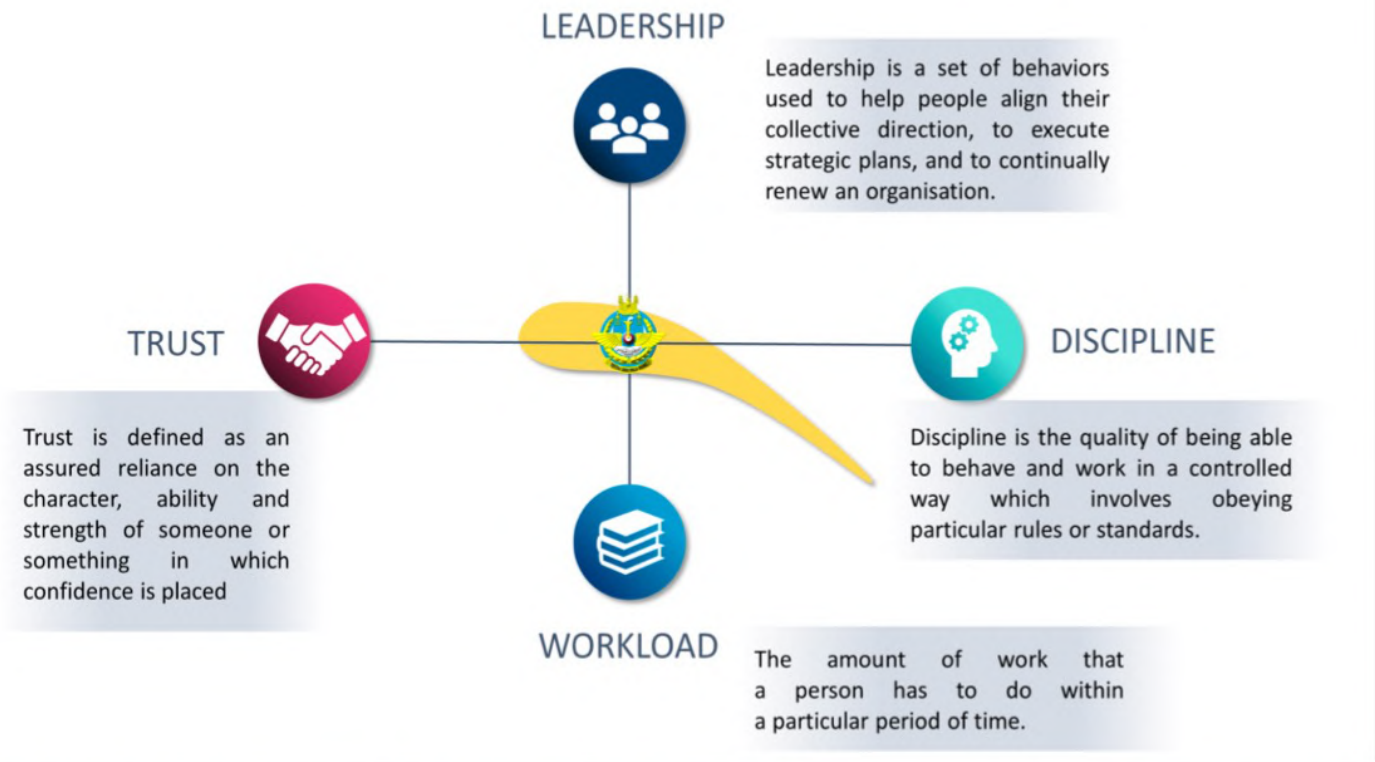 LEADERSHIP
Leadership is a set of behaviors
used to help people align their
collective direction, to execute
strategic plans, and to continually
renew an organisation.
TRUST
Trust is defined as an
assured reliance on the
character, ability and
strength of someone or
something in which
confidence is placed
DISCIPLINE
Discipline is the quality of being able
to behave and work in a controlled
way which involves obeying
particular rules or standards.
WORKLOAD
The amount of work that
a person has to do within
a particular period of time.